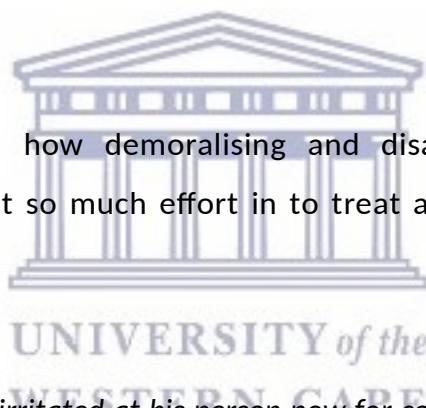 how demoralising and disa
t so much effort in to treat a
UNIVERSITY of the
WESTERN CAPE
irritated at his person now for so